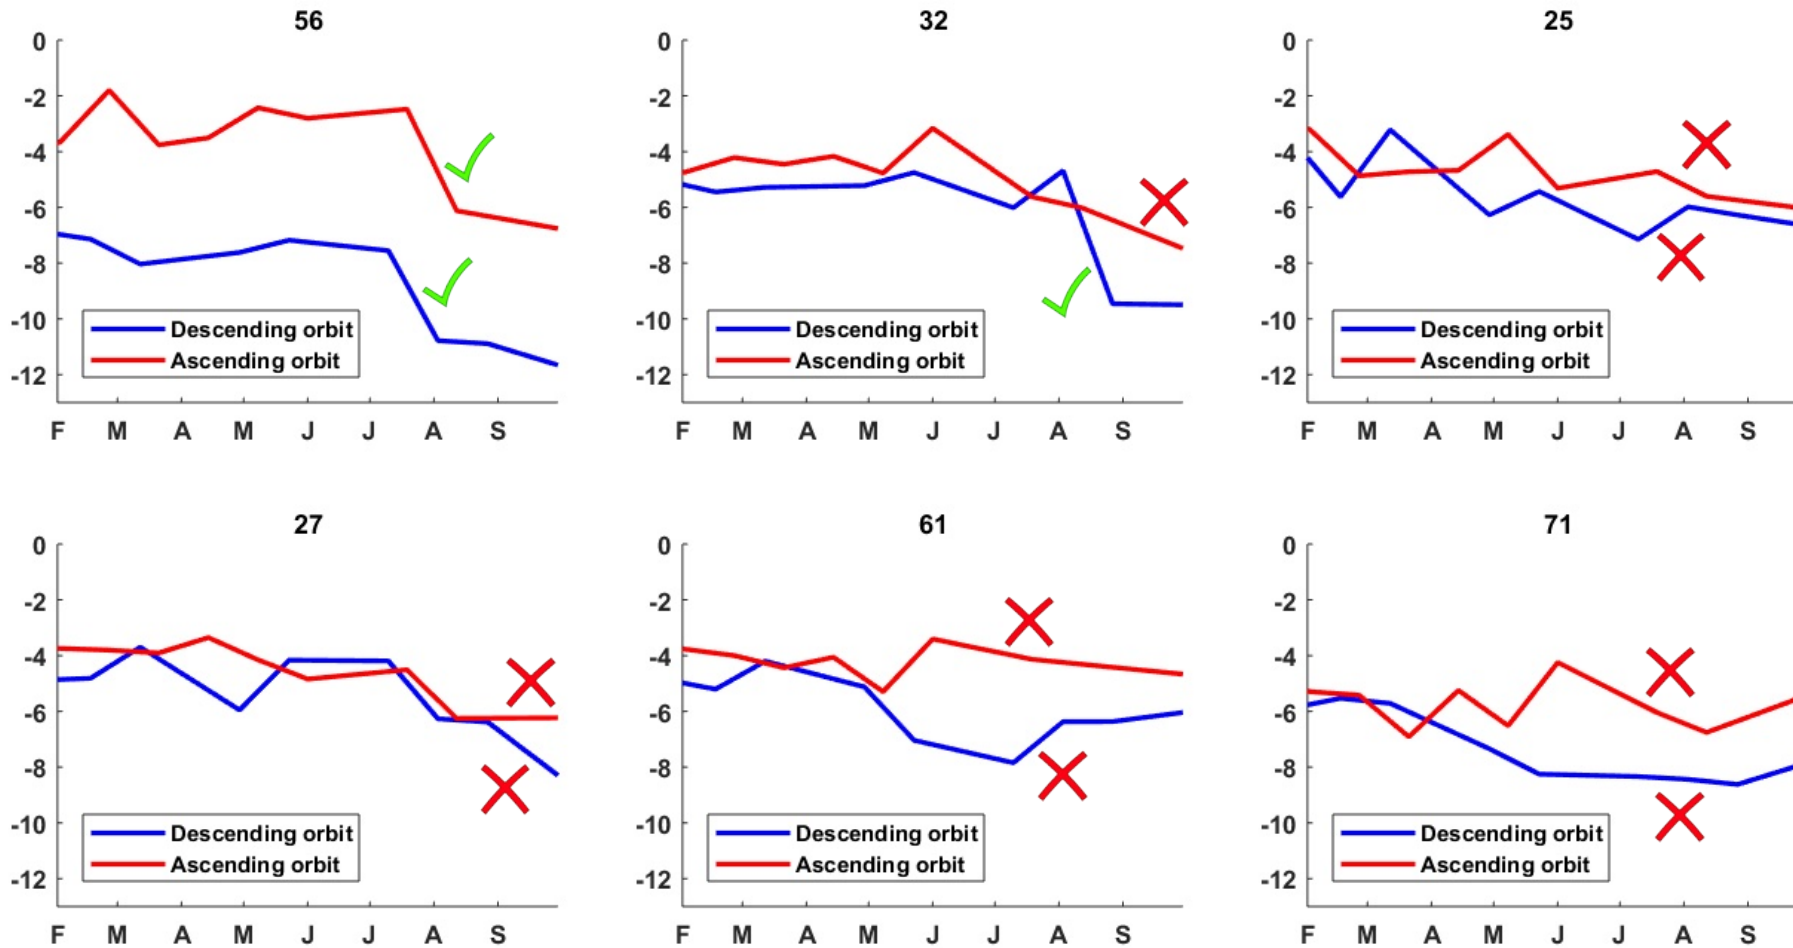 56
0
-2
-4
-6
-8
-10
-12
Descending orbit
Ascending orbit
F M A M J J A S
32
0
-2
-4
-6
-8
-10
-12
Descending orbit
Ascending orbit
F M A M J J A S
25
0
-2
-4
-6
-8
-10
-12
Descending orbit
Ascending orbit
F M A M J J A S
27
0
-2
-4
-6
-8
-10
-12
Descending orbit
Ascending orbit
F M A M J J A S
61
0
-2
-4
-6
-8
-10
-12
Descending orbit
Ascending orbit
F M A M J J A S
71
0
-2
-4
-6
-8
-10
-12
Descending orbit
Ascending orbit
F M A M J J A S